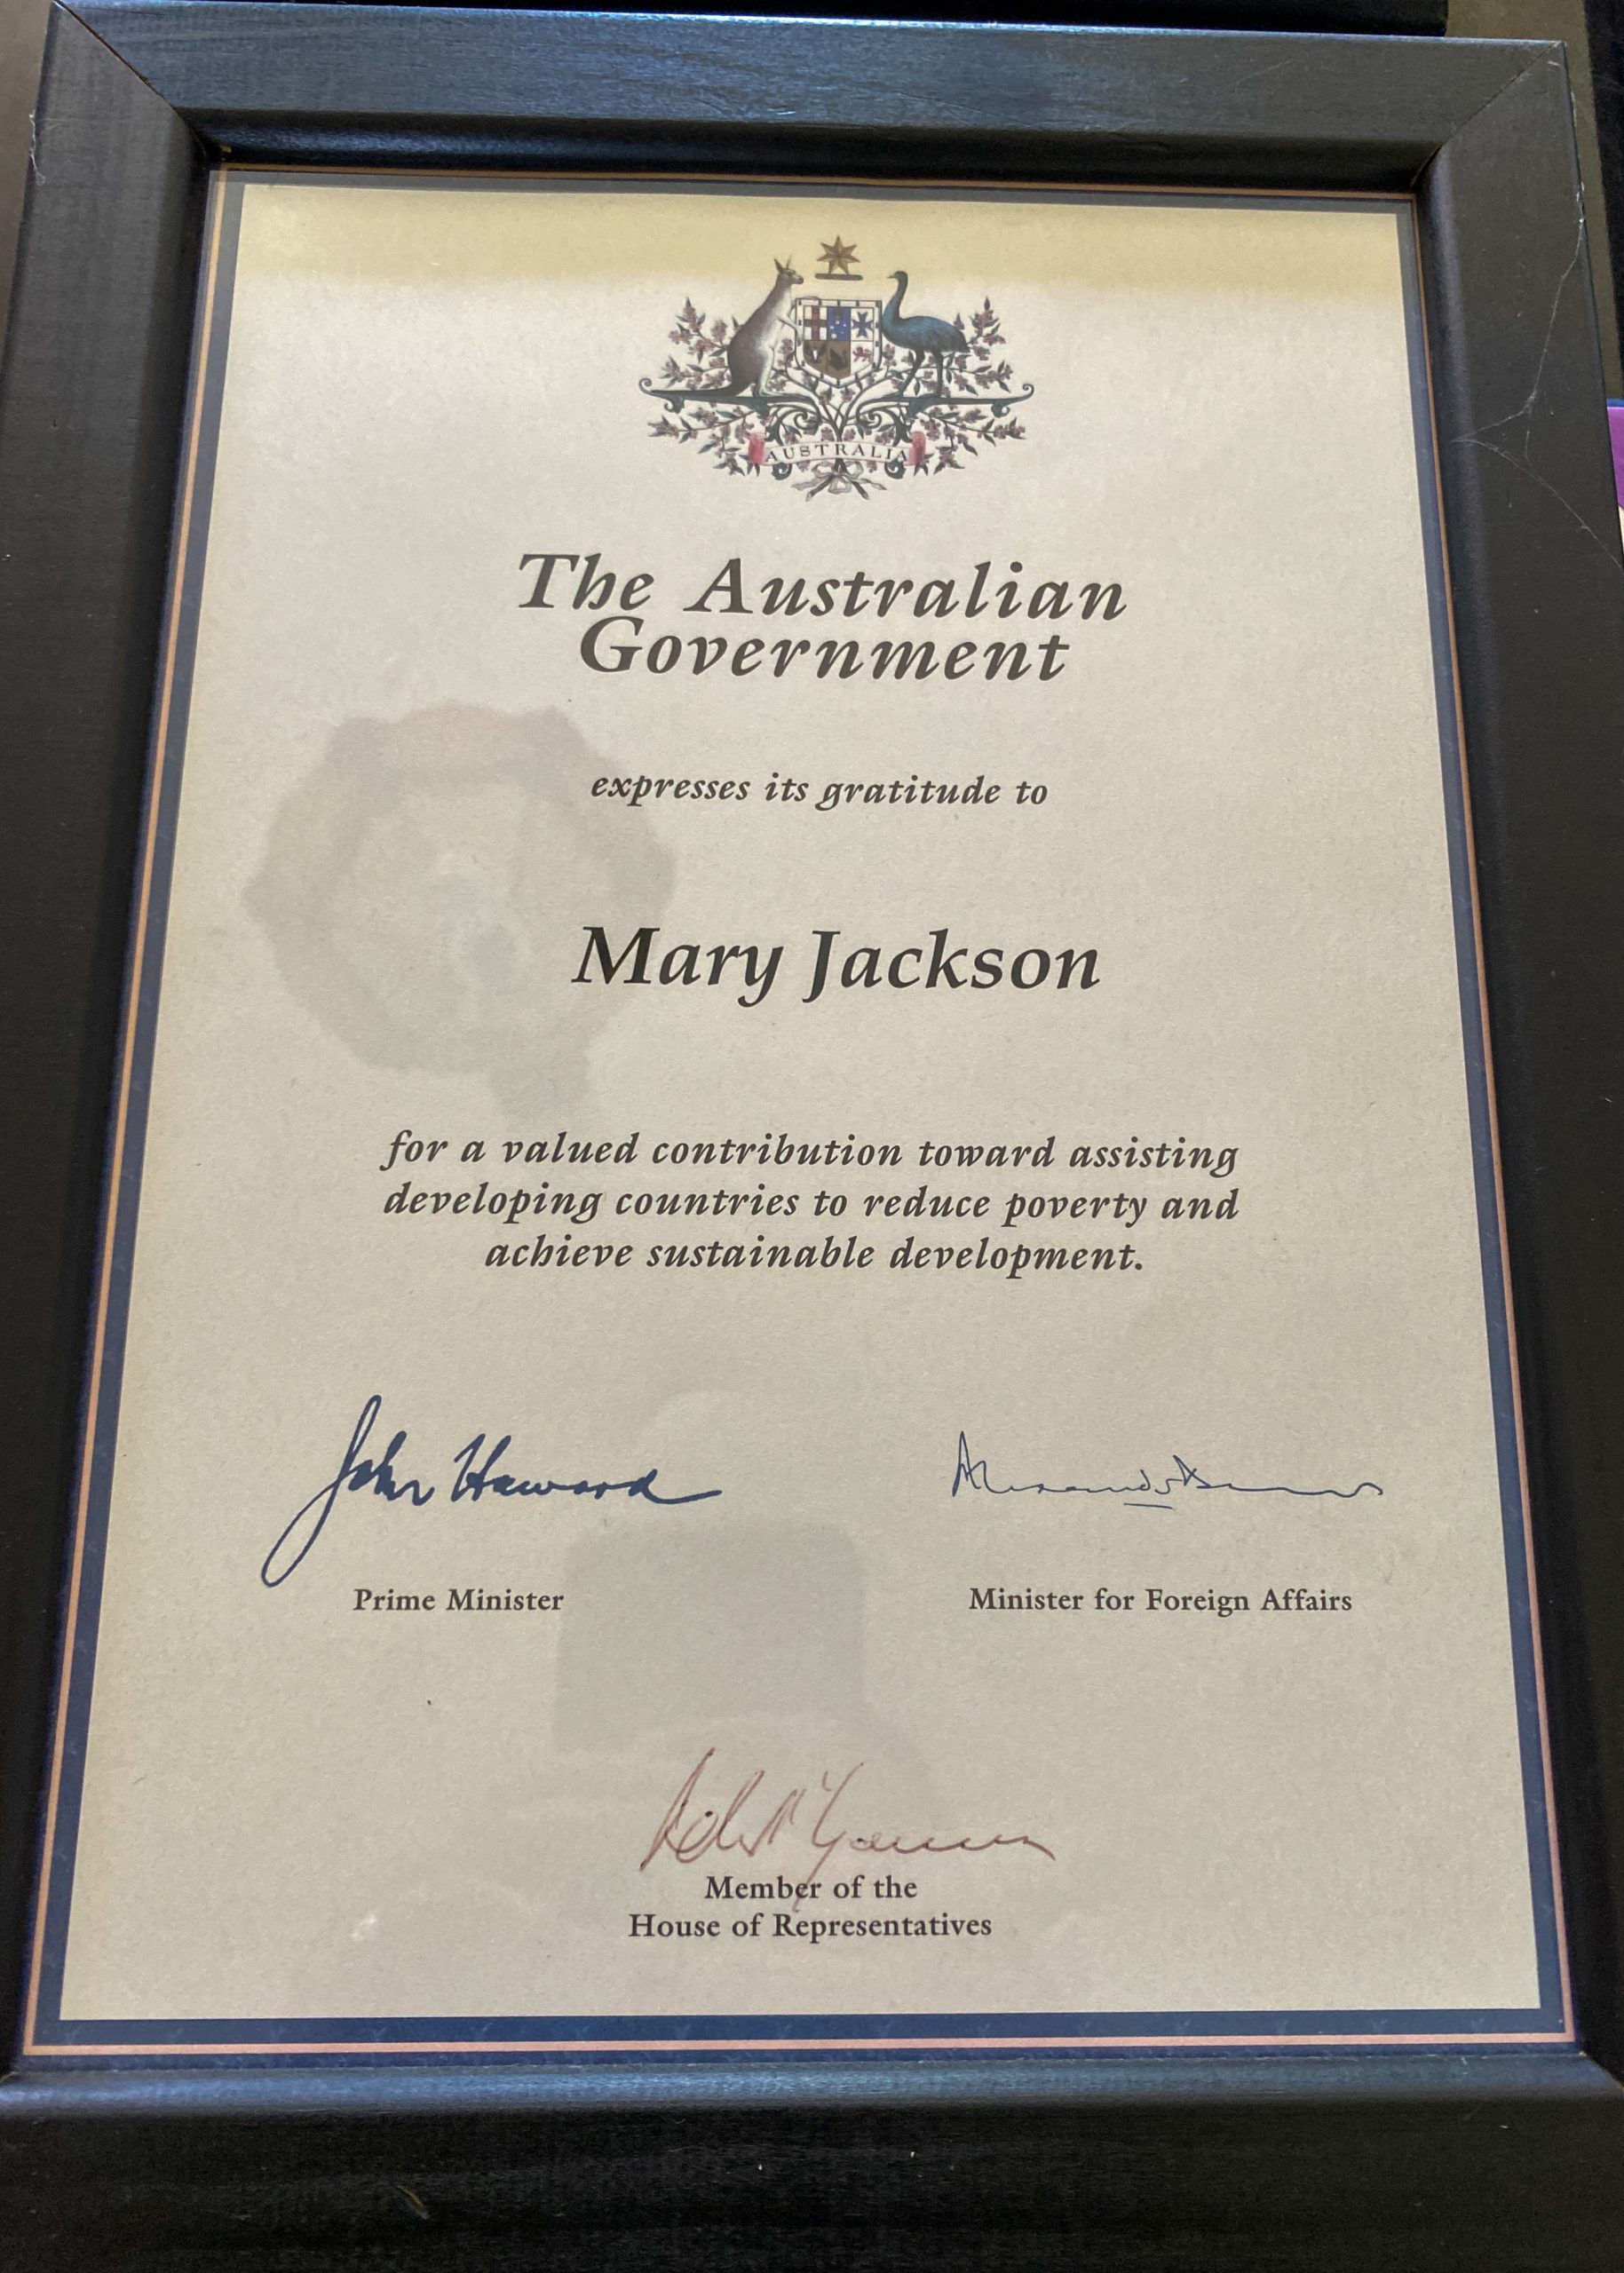 AUSTRALIA
The Australian
Government
expresses its gratitude to
Mary Jackson
for a valued contribution toward assisting
developing countries to reduce poverty and
achieve sustainable development.
John Howard
Prime Minister
Minister for Foreign Affairs
Member of the
House of Representatives